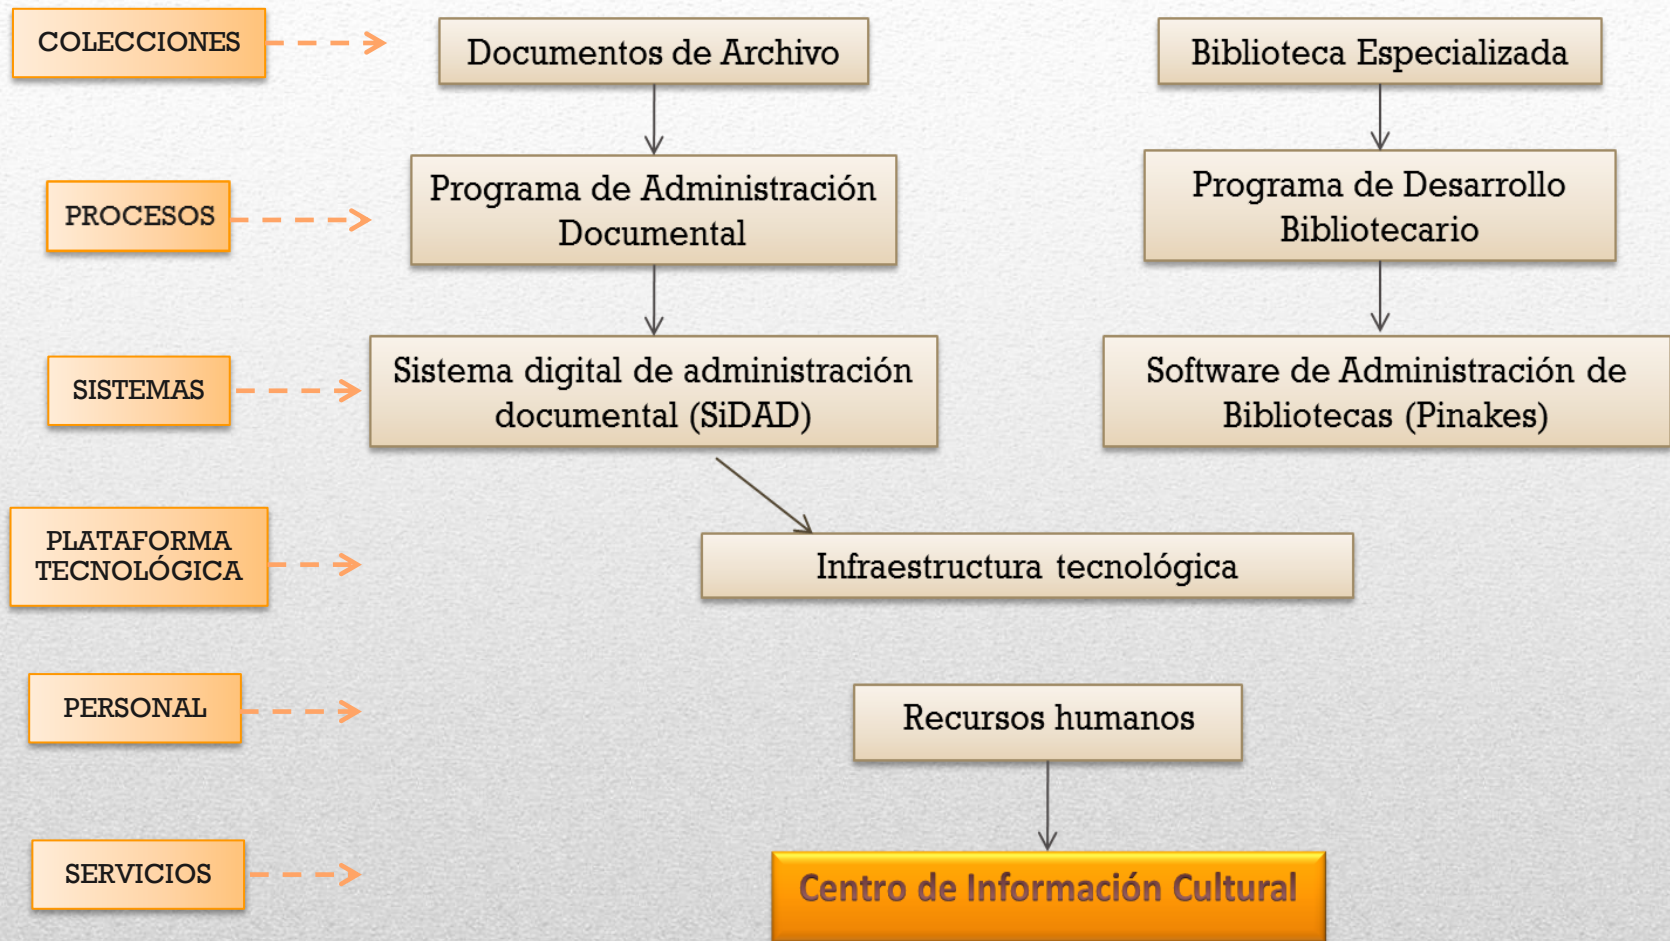 COLECCIONES
Documentos de Archivo
Biblioteca Especializada
PROCESOS
Programa de Administración
Documental
Programa de Desarrollo
Bibliotecario
SISTEMAS
Sistema digital de administración
documental (SiDAD)
Software de Administración de
Bibliotecas (Pinakes)
PLATAFORMA
TECNOLÓGICA
Infraestructura tecnológica
PERSONAL
Recursos humanos
SERVICIOS
Centro de Información Cultural